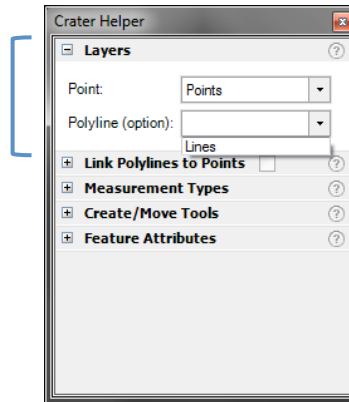 Crater Helper
Layers
Point: Points
Polyline (option):
Lines
Link Polylines to Points
Measurement Types
Create/Move Tools
Feature Attributes